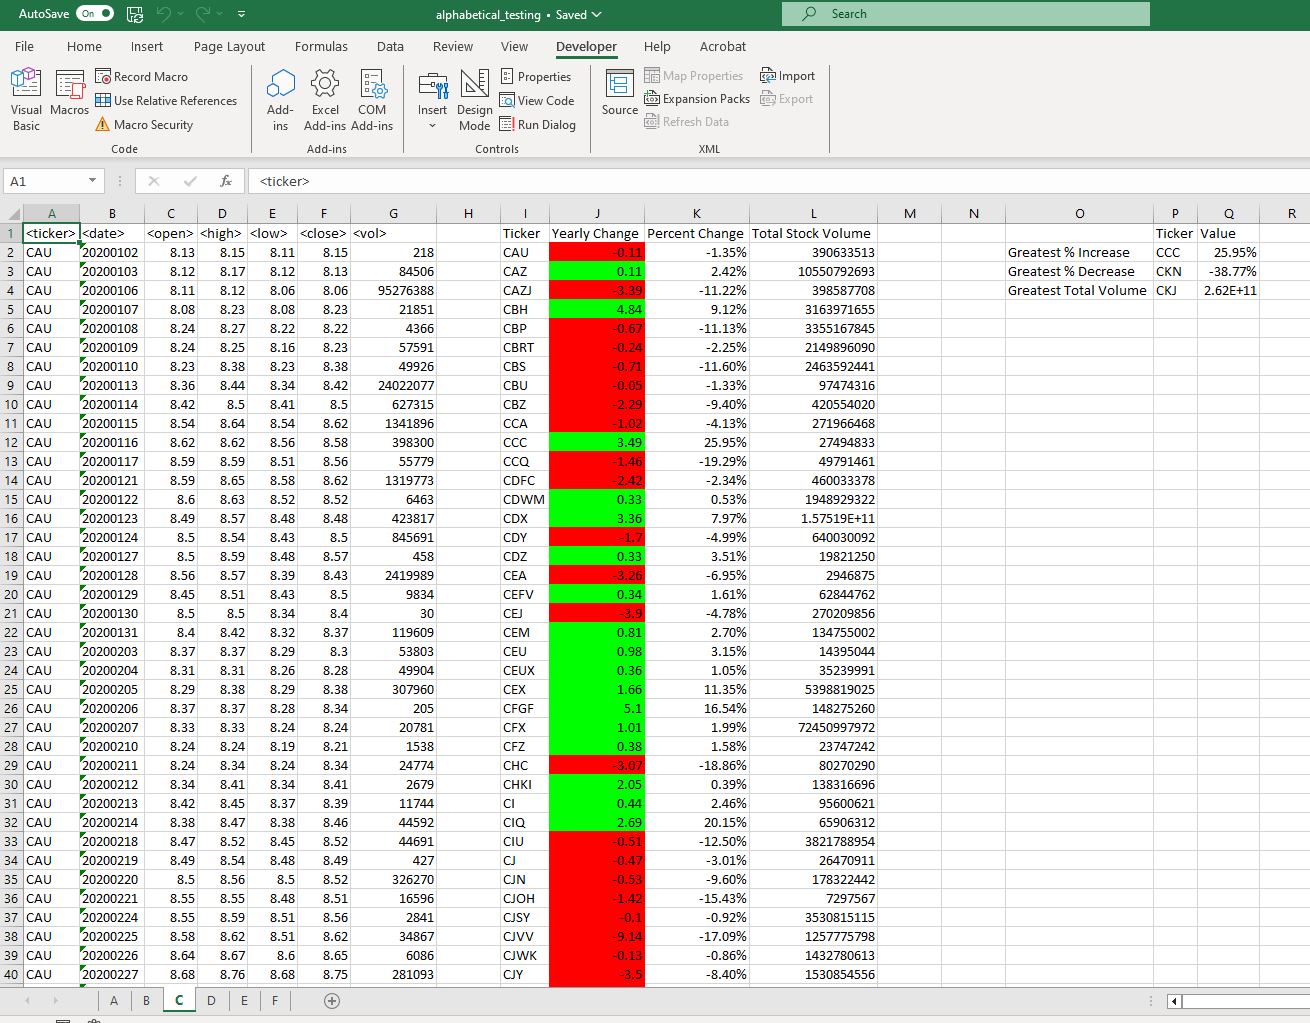 AutoSave On alphabetical_testing • Saved Search
File Home Insert Page Layout Formulas Data Review View Developer Help Acrobat
Visual Basic Macros Record Macro Use Relative References Macro Security Code
Add-ins Excel Add-ins COM Add-ins Add-ins
Insert Design Mode Properties View Code Run Dialog Controls
Source Map Properties Expansion Packs Refresh Data Import Export XML
A1 fx <ticker>
A B C D E F G H I J K L M N O P Q R
1 <ticker> <date> <open> <high> <low> <close> <vol> Ticker Yearly Change Percent Change Total Stock Volume Ticker Value
2 CAU 20200102 8.13 8.15 8.11 8.15 218 CAU -0.11 -1.35% 390633513 Greatest % Increase CCC 25.95%
3 CAU 20200103 8.12 8.17 8.12 8.13 84506 CAZ 0.11 2.42% 10550792693 Greatest % Decrease CKN -38.77%
4 CAU 20200106 8.11 8.12 8.06 8.06 95276388 CAZJ -3.39 -11.22% 398587708 Greatest Total Volume CKJ 2.62E+11
5 CAU 20200107 8.08 8.23 8.08 8.23 21851 CBH 4.84 9.12% 3163971655
6 CAU 20200108 8.24 8.27 8.22 8.22 4366 CBP -0.67 -11.13% 3355167845
7 CAU 20200109 8.24 8.25 8.16 8.23 57591 CBRT -0.24 -2.25% 2149896090
8 CAU 20200110 8.23 8.38 8.23 8.38 49926 CBS -0.71 -11.60% 2463592441
9 CAU 20200113 8.36 8.44 8.34 8.42 24022077 CBU -0.05 -1.33% 97474316
10 CAU 20200114 8.42 8.5 8.41 8.5 627315 CBZ -2.29 -9.40% 420554020
11 CAU 20200115 8.54 8.64 8.54 8.62 1341896 CCA -1.02 -4.13% 271966468
12 CAU 20200116 8.62 8.62 8.56 8.58 398300 CCC 3.49 25.95% 27494833
13 CAU 20200117 8.59 8.59 8.51 8.56 55779 CCQ -1.46 -19.29% 49791461
14 CAU 20200121 8.59 8.65 8.58 8.62 1319773 CDFC -2.42 -2.34% 460033378
15 CAU 20200122 8.6 8.63 8.52 8.52 6463 CDWM 0.33 0.53% 1948929322
16 CAU 20200123 8.49 8.57 8.48 8.48 423817 CDX 3.36 7.97% 1.57519E+11
17 CAU 20200124 8.5 8.54 8.43 8.5 845691 CDY -1.7 -4.99% 640030092
18 CAU 20200127 8.5 8.59 8.48 8.57 458 CDZ 0.33 3.51% 19821250
19 CAU 20200128 8.56 8.57 8.39 8.43 2419989 CEA -3.26 -6.95% 2946875
20 CAU 20200129 8.45 8.51 8.43 8.5 9834 CEFV 0.34 1.61% 62844762
21 CAU 20200130 8.5 8.5 8.34 8.4 30 CEJ -3.9 -4.78% 270209856
22 CAU 20200131 8.4 8.42 8.32 8.37 119609 CEM 0.81 2.70% 134755002
23 CAU 20200203 8.37 8.37 8.29 8.3 53803 CEU 0.98 3.15% 14395044
24 CAU 20200204 8.31 8.31 8.26 8.28 49904 CEUX 0.36 1.05% 35239991
25 CAU 20200205 8.29 8.38 8.29 8.38 307960 CEX 1.66 11.35% 5398819025
26 CAU 20200206 8.37 8.37 8.28 8.34 205 CFGF 5.1 16.54% 148275260
27 CAU 20200207 8.33 8.33 8.24 8.24 20781 CFX 1.01 1.99% 72450997972
28 CAU 20200210 8.24 8.24 8.19 8.21 1538 CFZ 0.38 1.58% 23747242
29 CAU 20200211 8.24 8.34 8.24 8.34 24774 CHC -3.07 -18.86% 80270290
30 CAU 20200212 8.34 8.41 8.34 8.41 2679 CHKI 2.05 0.39% 138316696
31 CAU 20200213 8.42 8.45 8.37 8.39 11744 CI 0.44 2.46% 95600621
32 CAU 20200214 8.38 8.47 8.38 8.46 44592 CIQ 2.69 20.15% 65906312
33 CAU 20200218 8.47 8.52 8.45 8.52 44691 CIU -0.51 -12.50% 3821788954
34 CAU 20200219 8.49 8.54 8.48 8.49 427 CJ -0.47 -3.01% 26470911
35 CAU 20200220 8.5 8.56 8.5 8.52 326270 CJN -0.53 -9.60% 178322442
36 CAU 20200221 8.55 8.55 8.48 8.51 16596 CJOH -1.42 -15.43% 7297567
37 CAU 20200224 8.55 8.59 8.51 8.56 2841 CJSY -0.1 -0.92% 3530815115
38 CAU 20200225 8.58 8.62 8.51 8.62 34867 CJVV -9.14 -17.09% 1257775798
39 CAU 20200226 8.64 8.67 8.6 8.65 6086 CJWK -0.13 -0.86% 1432780613
40 CAU 20200227 8.68 8.76 8.68 8.75 281093 CJY -3.5 -8.40% 1530854556
A B C D E F